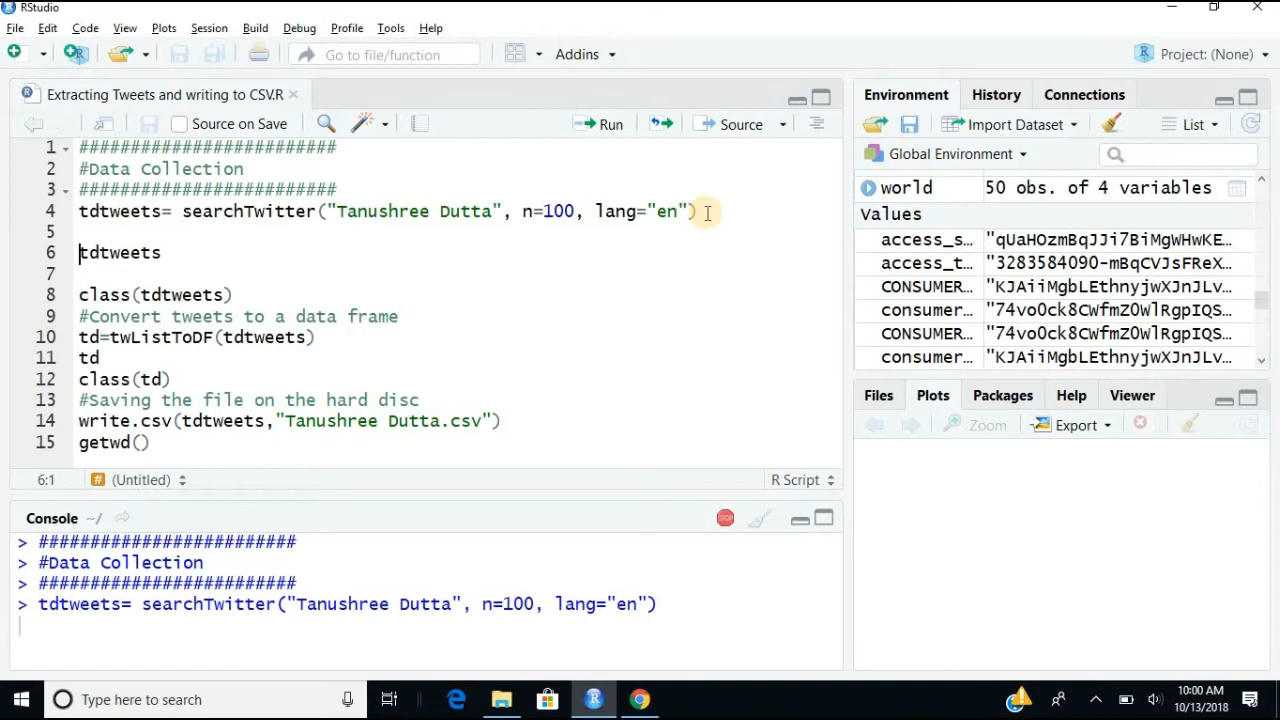 RStudio
File Edit Code View Plots Session Build Debug Profile Tools Help
Go to file/function Addins Project: (None)
Extracting Tweets and writing to CSV.R
Source on Save Run Source
1 #########################
2 #Data Collection
3 #########################
4 tdtweets= searchTwitter("Tanushree Dutta", n=100, lang="en")
5
6 tdtweets
7
8 class(tdtweets)
9 #Convert tweets to a data frame
10 td=twListToDF(tdtweets)
11 td
12 class(td)
13 #Saving the file on the hard disc
14 write.csv(tdtweets,"Tanushree Dutta.csv")
15 getwd()
6:1 # (Untitled) R Script
Console ~/
STOP
> #########################
> #Data Collection
> #########################
> tdtweets= searchTwitter("Tanushree Dutta", n=100, lang="en")
Environment History Connections
Import Dataset List
Global Environment
world 50 obs. of 4 variables
Values
access_s… "qUaHOzmBqJJi7BiMgWHwKE…
access_t… "3283584090-mBqCVJsFReX…
CONSUMER… "KJAiiMgbLEthnyjwXJnJLv…
consumer… "74vo0ck8CWfmZ0WlRgpIQS…
CONSUMER… "74vo0ck8CWfmZ0WlRgpIQS…
consumer… "KJAiiMgbLEthnyjwXJnJLv…
Files Plots Packages Help Viewer
Zoom Export
Type here to search
10:00 AM
10/13/2018